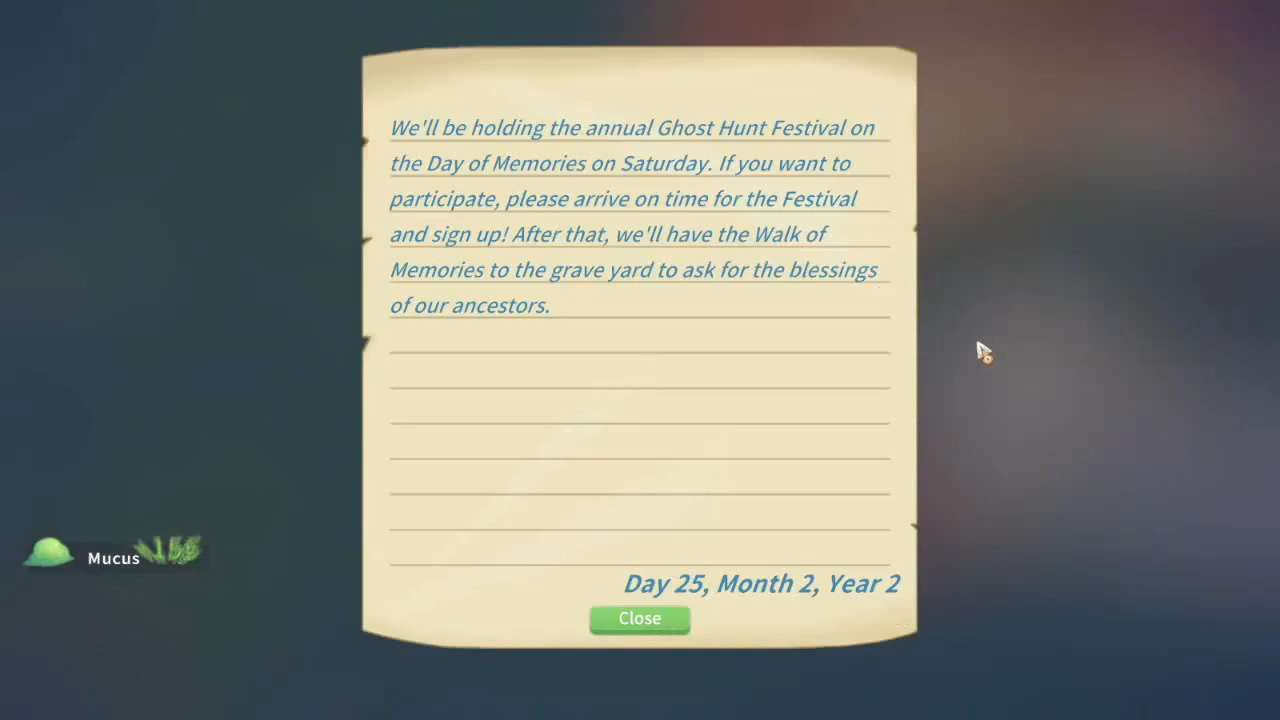 We'll be holding the annual Ghost Hunt Festival on
the Day of Memories on Saturday. If you want to
participate, please arrive on time for the Festival
and sign up! After that, we'll have the Walk of
Memories to the grave yard to ask for the blessings
of our ancestors.
Mucus
Day 25, Month 2, Year 2
Close